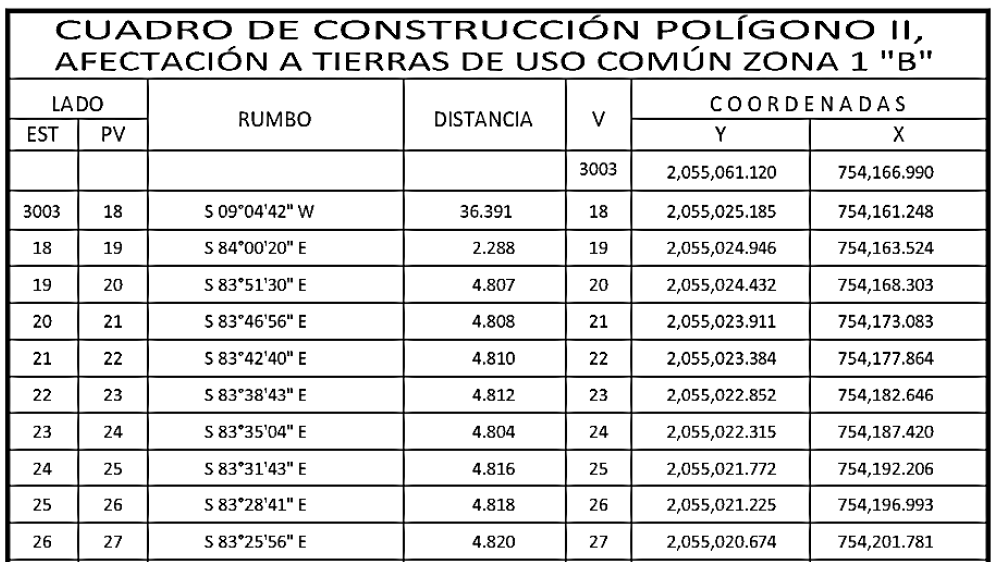 CUADRO DE CONSTRUCCIÓN POLÍGONO II,
AFECTACIÓN A TIERRAS DE USO COMÚN ZONA 1 "B"
LADO RUMBO DISTANCIA V COORDENADAS
EST PV Y X
3003 2,055,061.120 754,166.990
3003 18 S 09°04'42" W 36.391 18 2,055,025.185 754,161.248
18 19 S 84°00'20" E 2.288 19 2,055,024.946 754,163.524
19 20 S 83°51'30" E 4.807 20 2,055,024.432 754,168.303
20 21 S 83°46'56" E 4.808 21 2,055,023.911 754,173.083
21 22 S 83°42'40" E 4.810 22 2,055,023.384 754,177.864
22 23 S 83°38'43" E 4.812 23 2,055,022.852 754,182.646
23 24 S 83°35'04" E 4.804 24 2,055,022.315 754,187.420
24 25 S 83°31'43" E 4.816 25 2,055,021.772 754,192.206
25 26 S 83°28'41" E 4.818 26 2,055,021.225 754,196.993
26 27 S 83°25'56" E 4.820 27 2,055,020.674 754,201.781